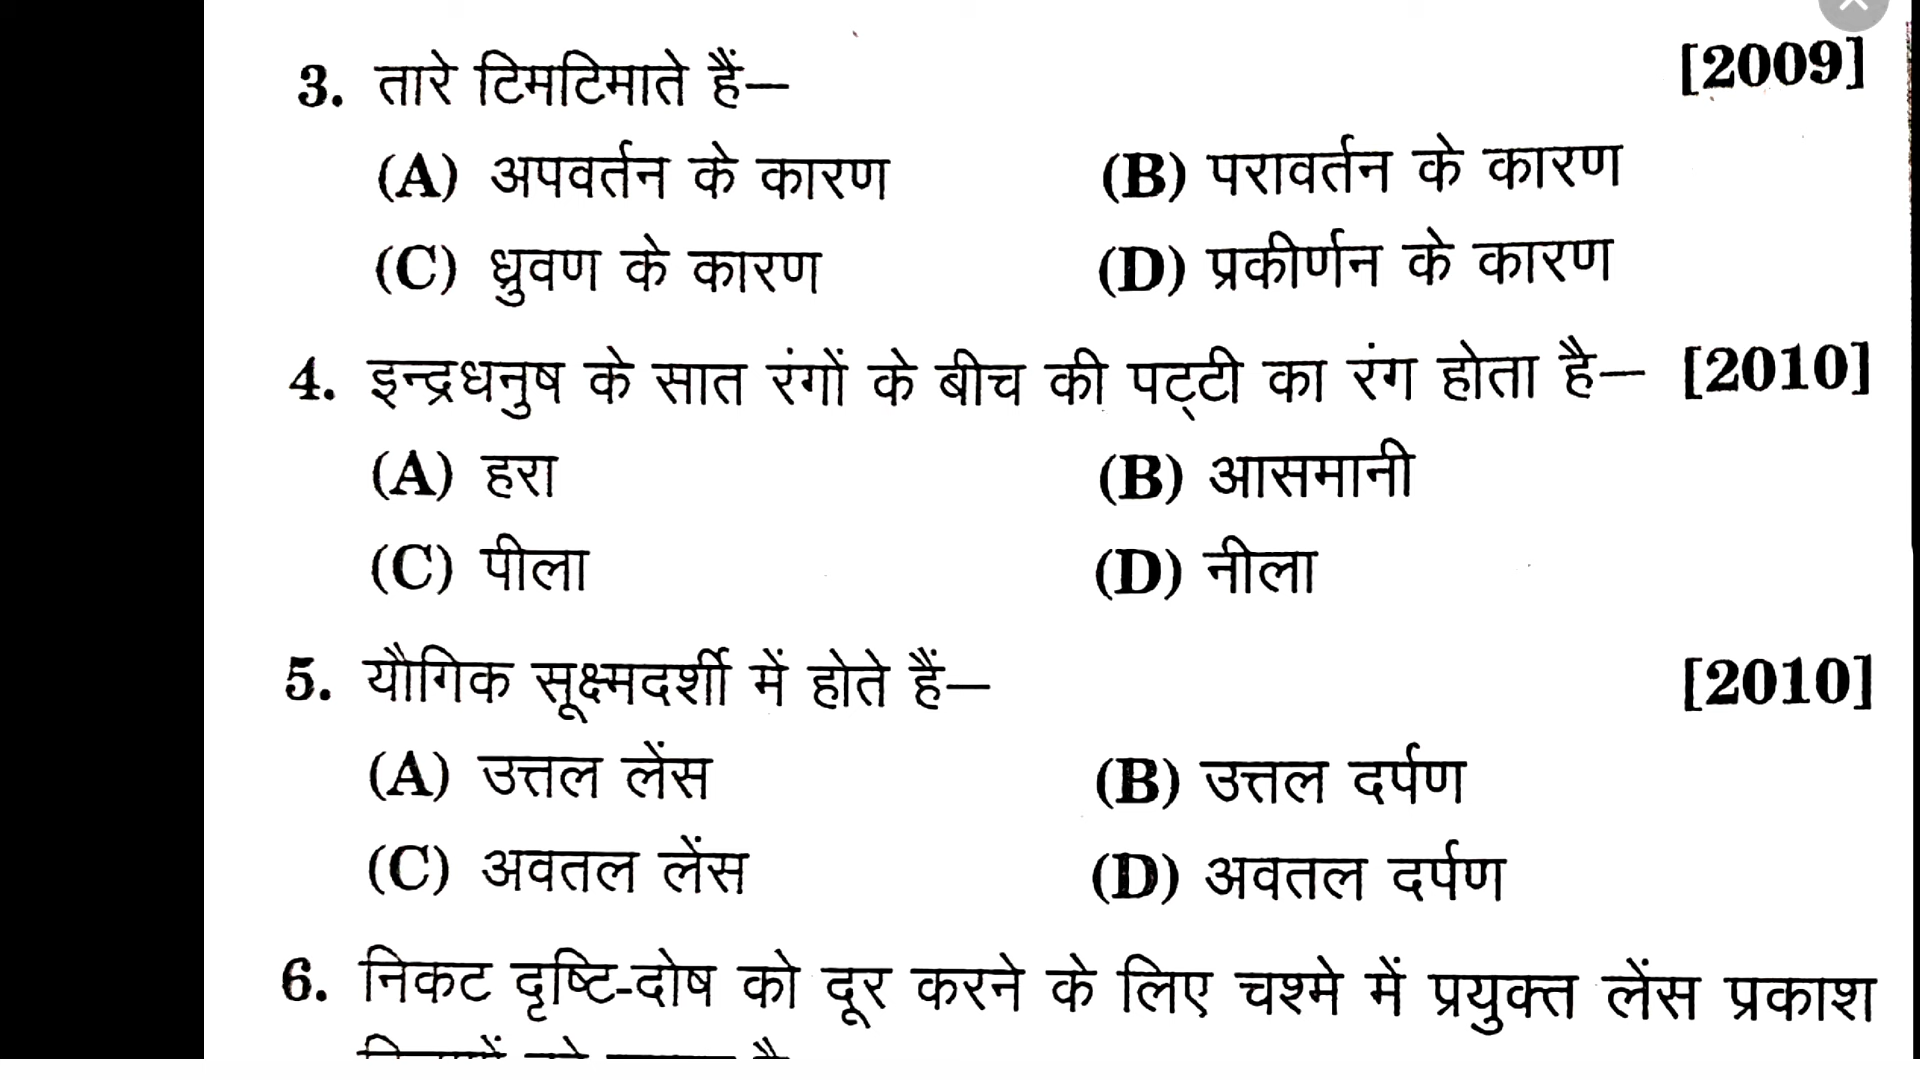 3. तारे टिमटिमाते हैं— [2009]
(A) अपवर्तन के कारण (B) परावर्तन के कारण
(C) ध्रुवण के कारण (D) प्रकीर्णन के कारण
4. इन्द्रधनुष के सात रंगों के बीच की पट्टी का रंग होता है— [2010]
(A) हरा (B) आसमानी
(C) पीला (D) नीला
5. यौगिक सूक्ष्मदर्शी में होते हैं— [2010]
(A) उत्तल लेंस (B) उत्तल दर्पण
(C) अवतल लेंस (D) अवतल दर्पण
6. निकट दृष्टि-दोष को दूर करने के लिए चश्मे में प्रयुक्त लेंस प्रकाश